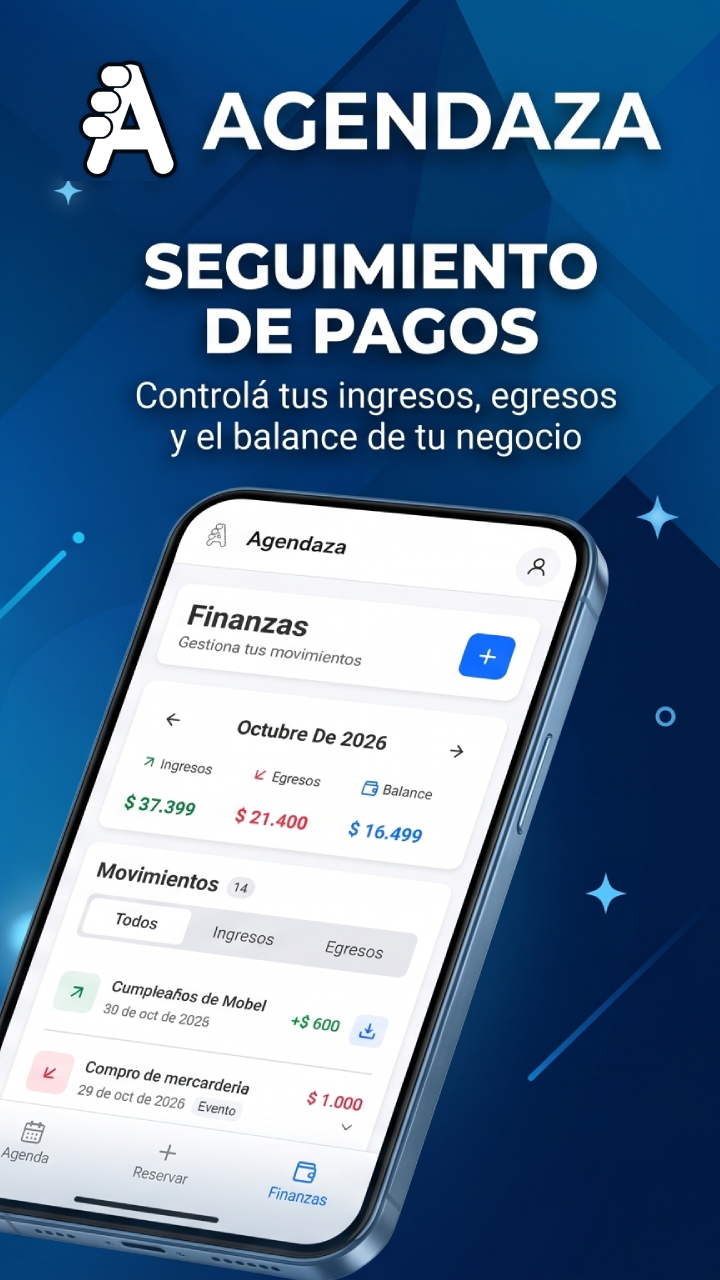 AGENDAZA
SEGUIMIENTO
DE PAGOS
Controlá tus ingresos, egresos
y el balance de tu negocio
Agendaza
Finanzas
Gestiona tus movimientos
Octubre De 2026
Ingresos Egresos Balance
$ 37.399 $ 21.400 $ 16.499
Movimientos 14
Todos Ingresos Egresos
Cumpleaños de Mobel
30 de oct de 2025
+$ 600
Compro de mercarderia
29 de oct de 2026 Evento
$ 1.000
Agenda Reservar Finanzas